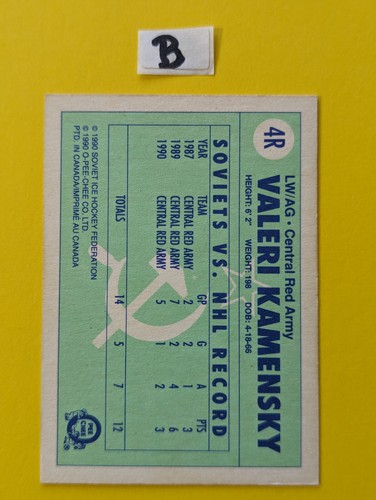 B
4R
LW/AG • Central Red Army
VALERI KAMENSKY
HEIGHT: 6' 2" WEIGHT: 198 DOB: 4-18-66
SOVIETS VS. NHL RECORD
YEAR TEAM GP G A PTS
1987 CENTRAL RED ARMY 2 2 1 3
1989 CENTRAL RED ARMY 7 2 4 6
1990 CENTRAL RED ARMY 5 1 2 3
TOTALS 14 5 7 12
© 1990 SOVIET ICE HOCKEY FEDERATION
© 1990 O-PEE-CHEE CO. LTD.
PTD. IN CANADA/IMPRIMÉ AU CANADA
O PEE CHEE